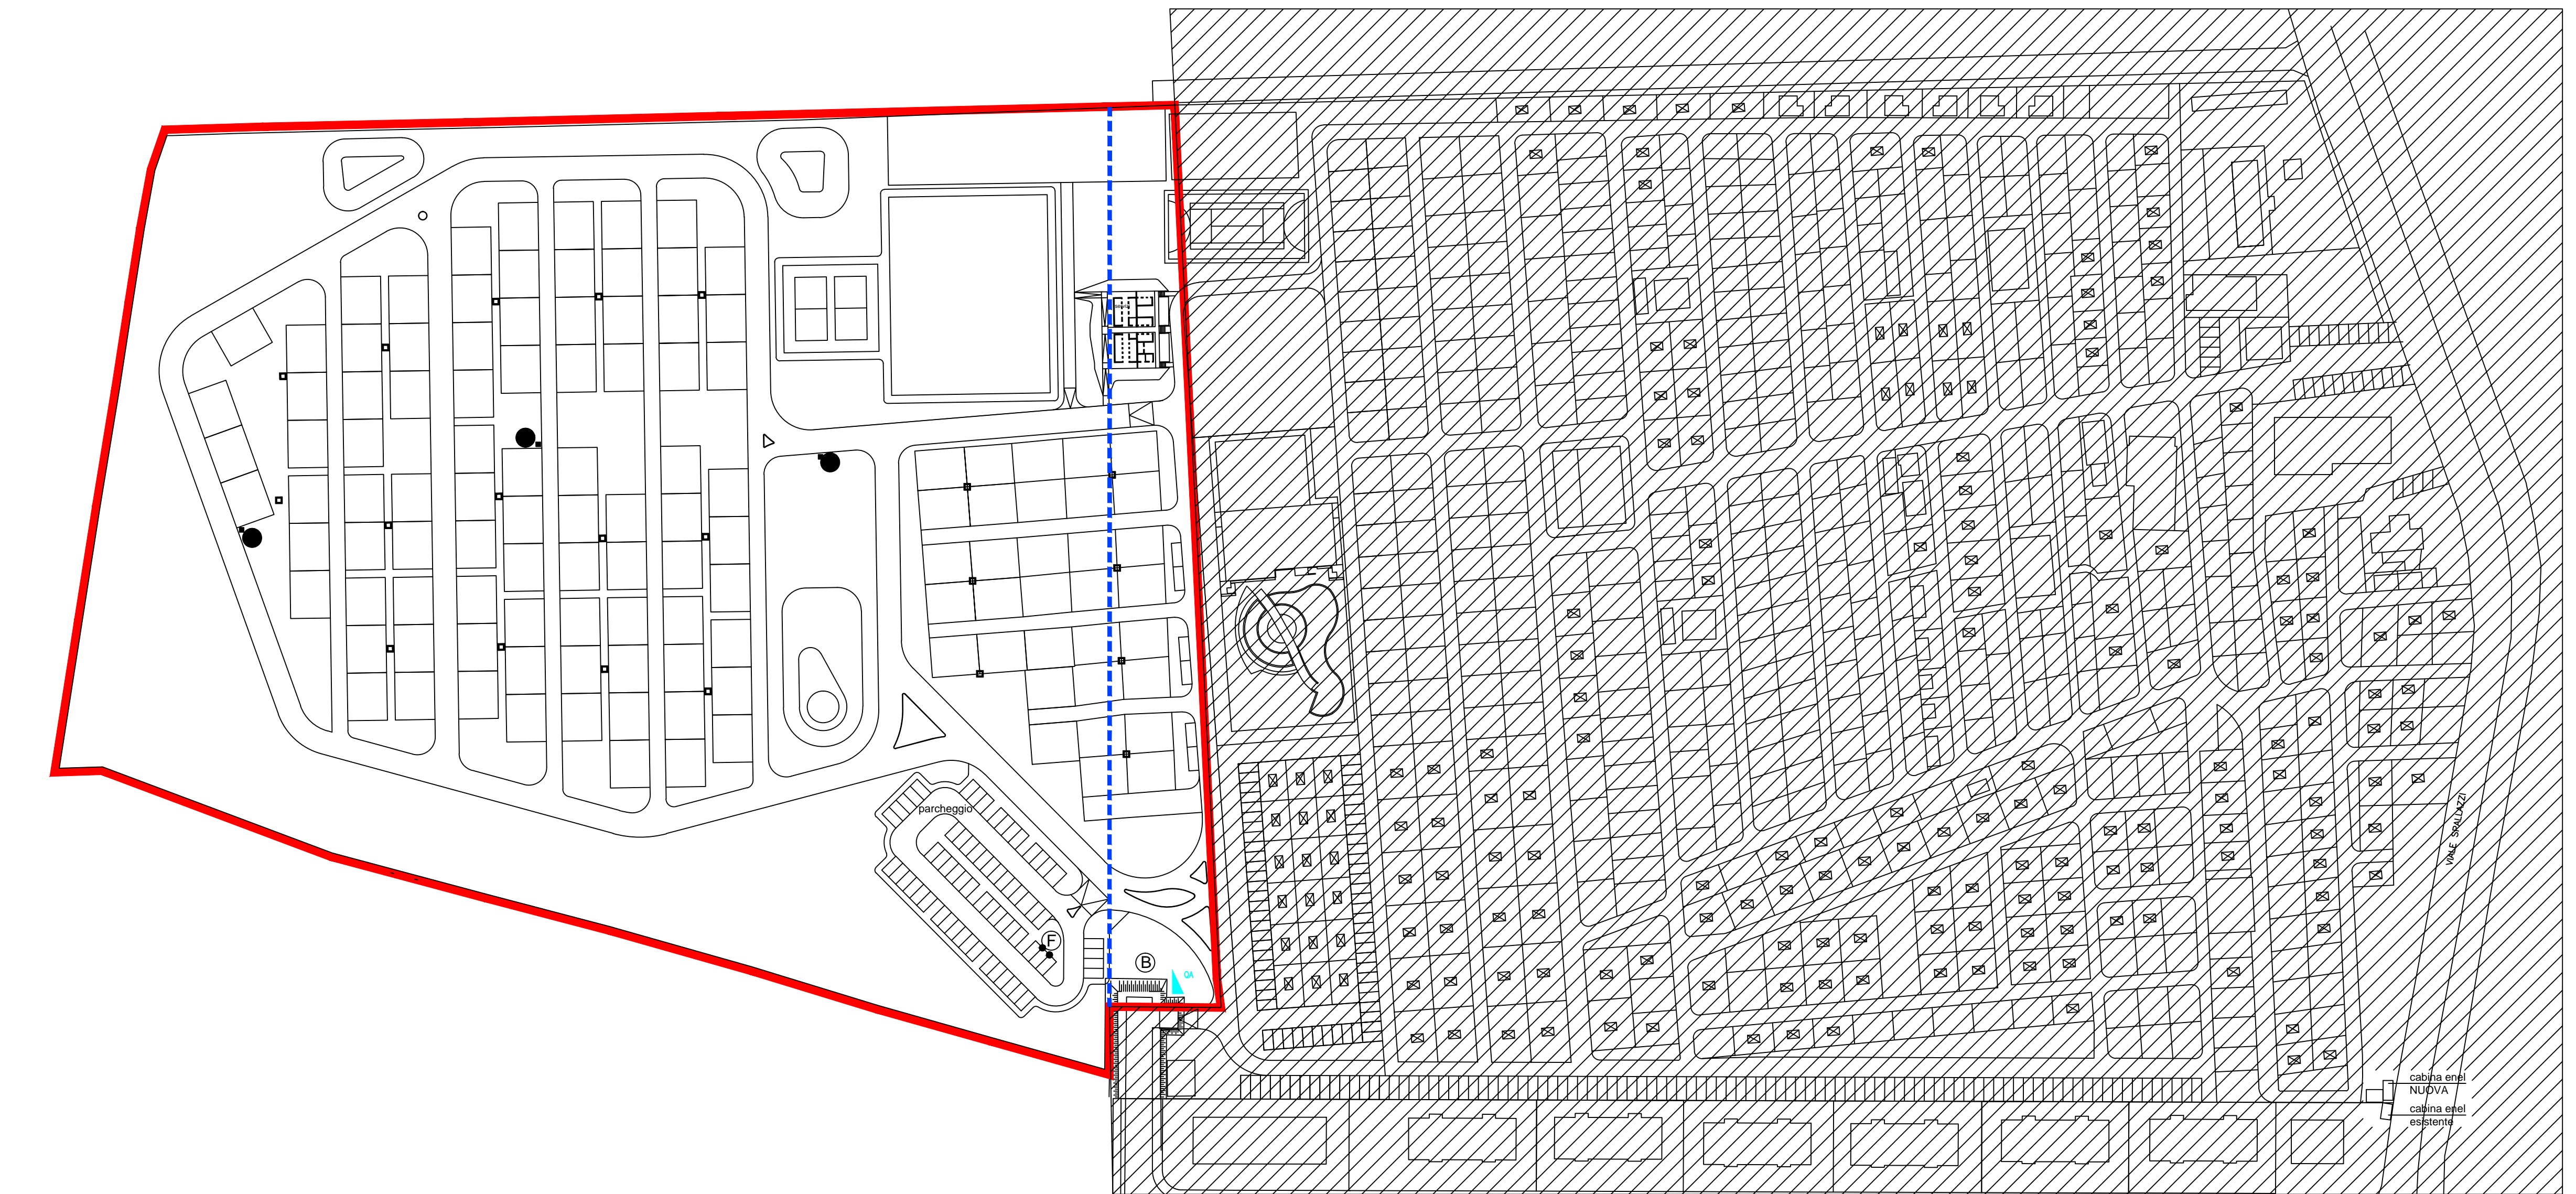 parcheggio
F
B
QA
VIALE SPALLAZZI
cabina enel
NUOVA
cabina enel
esistente